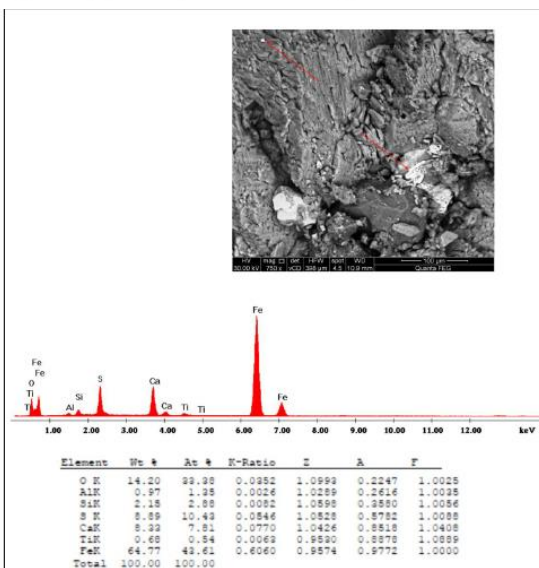 HV mag det HFW spot WD
30.00 kV 750 x vCD 398 µm 4.5 10.9 mm
100 µm
Quanta FEG
Fe
Fe
Fe
O
Ti
Ti
Al
Si
S
Ca
Ca
Ti
Ti
Fe
1.00 2.00 3.00 4.00 5.00 6.00 7.00 8.00 9.00 10.00 11.00 12.00 keV
Element Wt % At % K-Ratio Z A F
O K 14.20 33.38 0.0352 1.0993 0.2247 1.0025
AlK 0.97 1.35 0.0026 1.0289 0.2616 1.0035
SiK 2.15 2.88 0.0082 1.0598 0.3580 1.0056
S K 8.89 10.43 0.0546 1.0528 0.5782 1.0088
CaK 8.33 7.81 0.0770 1.0426 0.8518 1.0408
TiK 0.68 0.54 0.0063 0.9530 0.8878 1.0889
FeK 64.77 43.61 0.6060 0.9574 0.9772 1.0000
Total 100.00 100.00